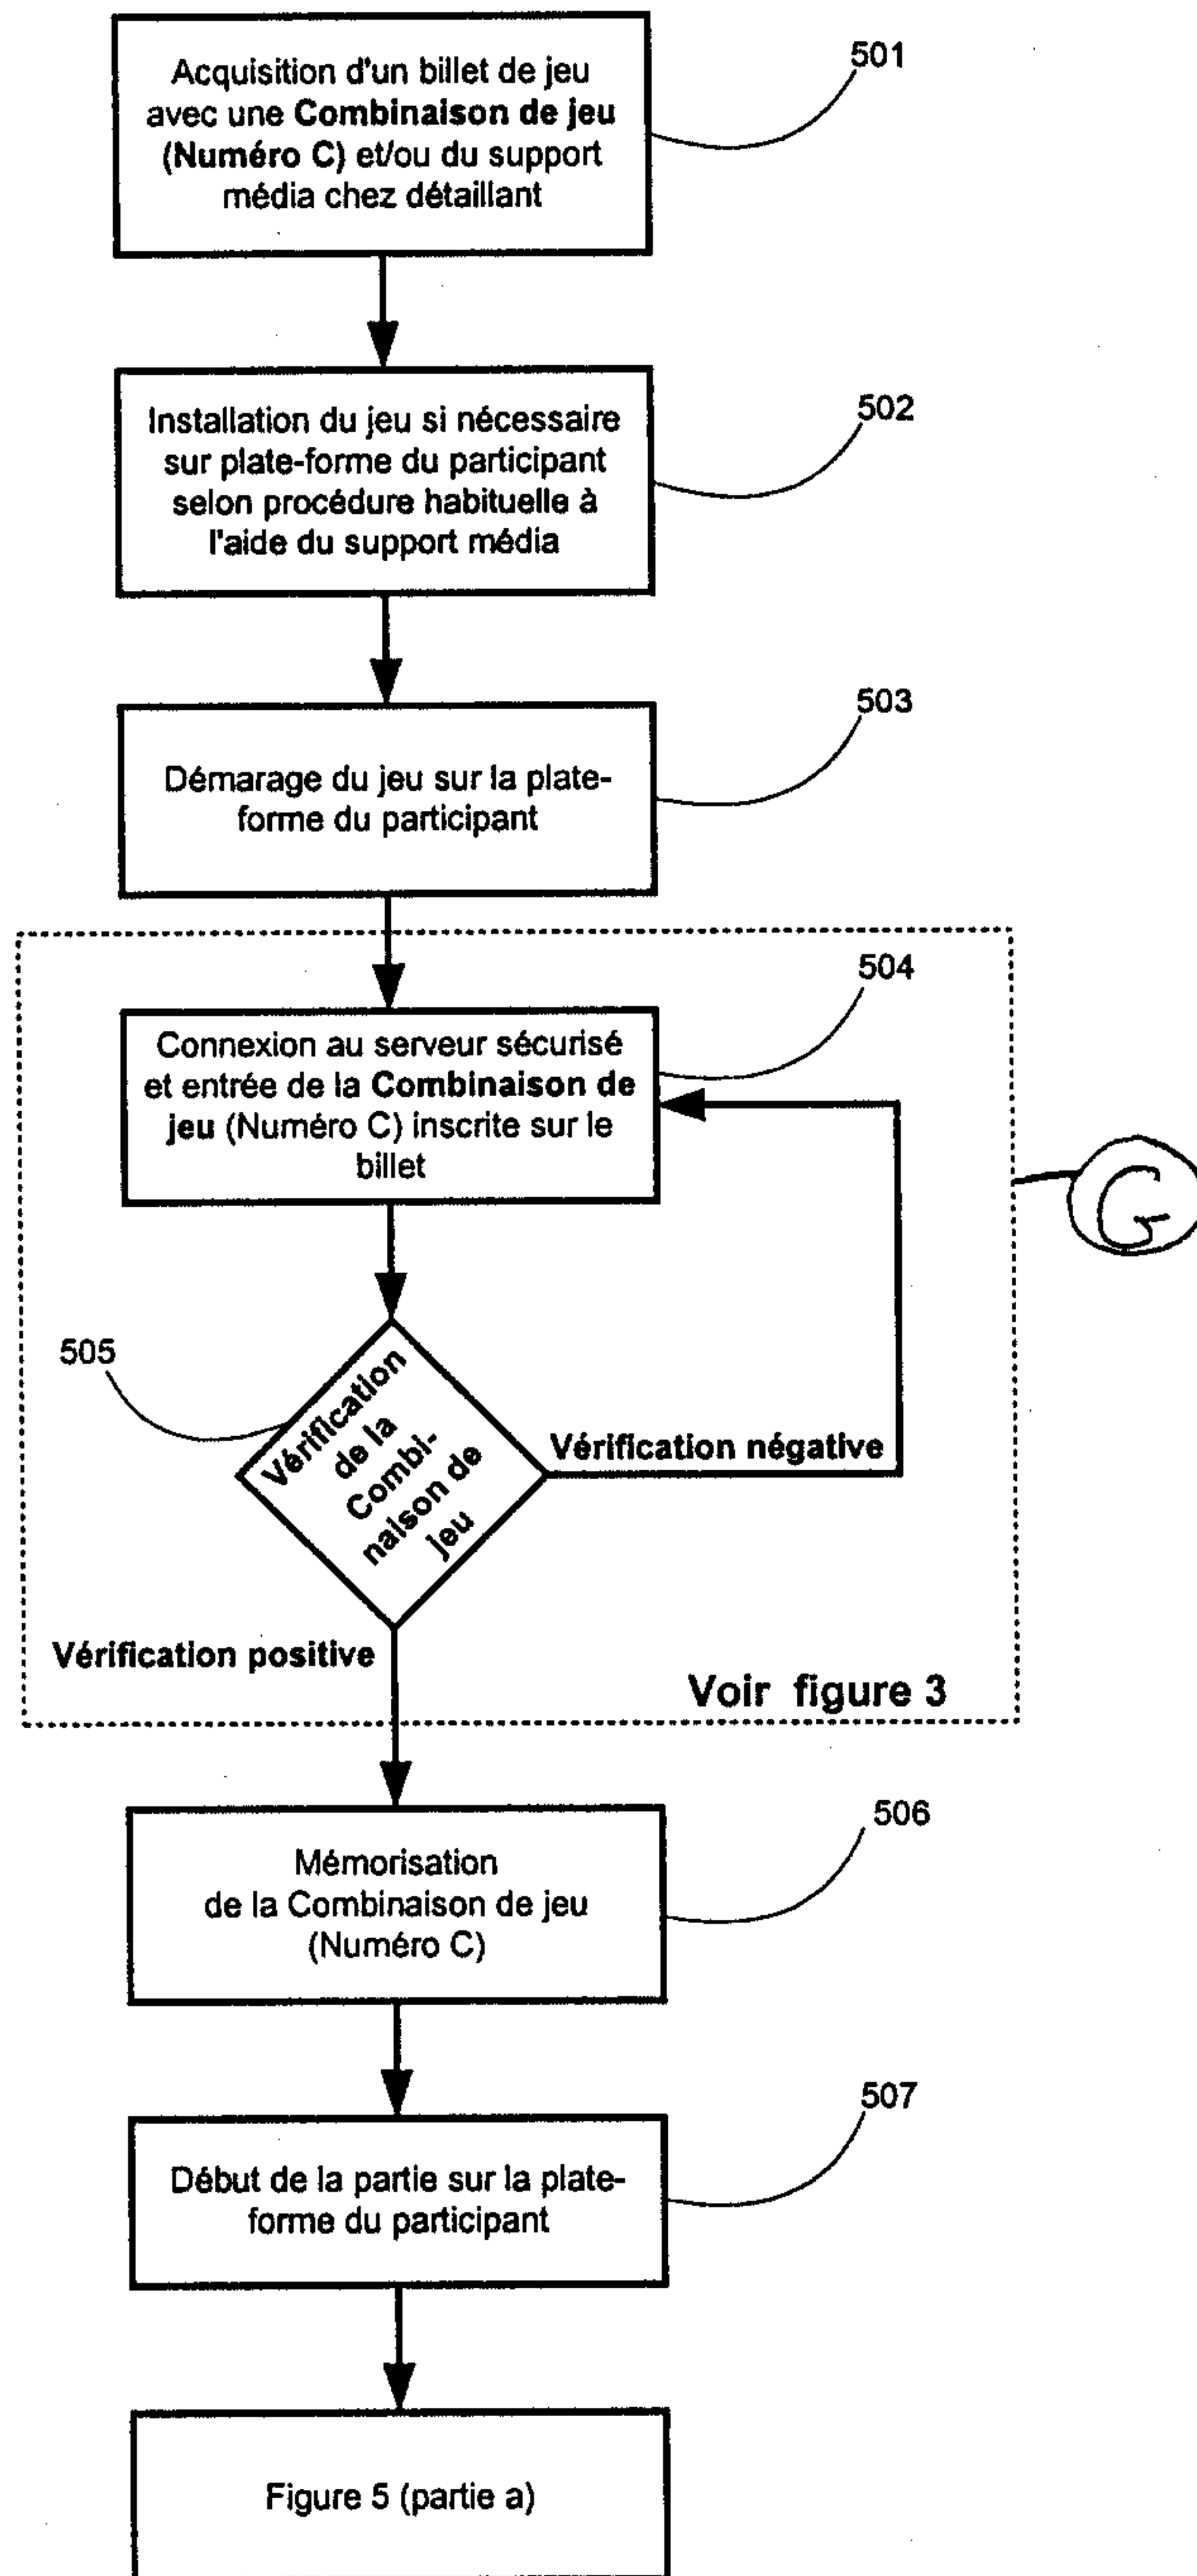 Acquisition d'un billet de jeu
avec une Combinaison de jeu
(Numéro C) et/ou du support
média chez détaillant
501
Installation du jeu si nécessaire
sur plate-forme du participant
selon procédure habituelle à
l'aide du support média
502
Démarage du jeu sur la plate-
forme du participant
503
Connexion au serveur sécurisé
et entrée de la Combinaison de
jeu (Numéro C) inscrite sur le
billet
504
G
505
Vérification
de la
Combi-
naison de
jeu
Vérification négative
Vérification positive
Voir figure 3
Mémorisation
de la Combinaison de jeu
(Numéro C)
506
Début de la partie sur la plate-
forme du participant
507
Figure 5 (partie a)